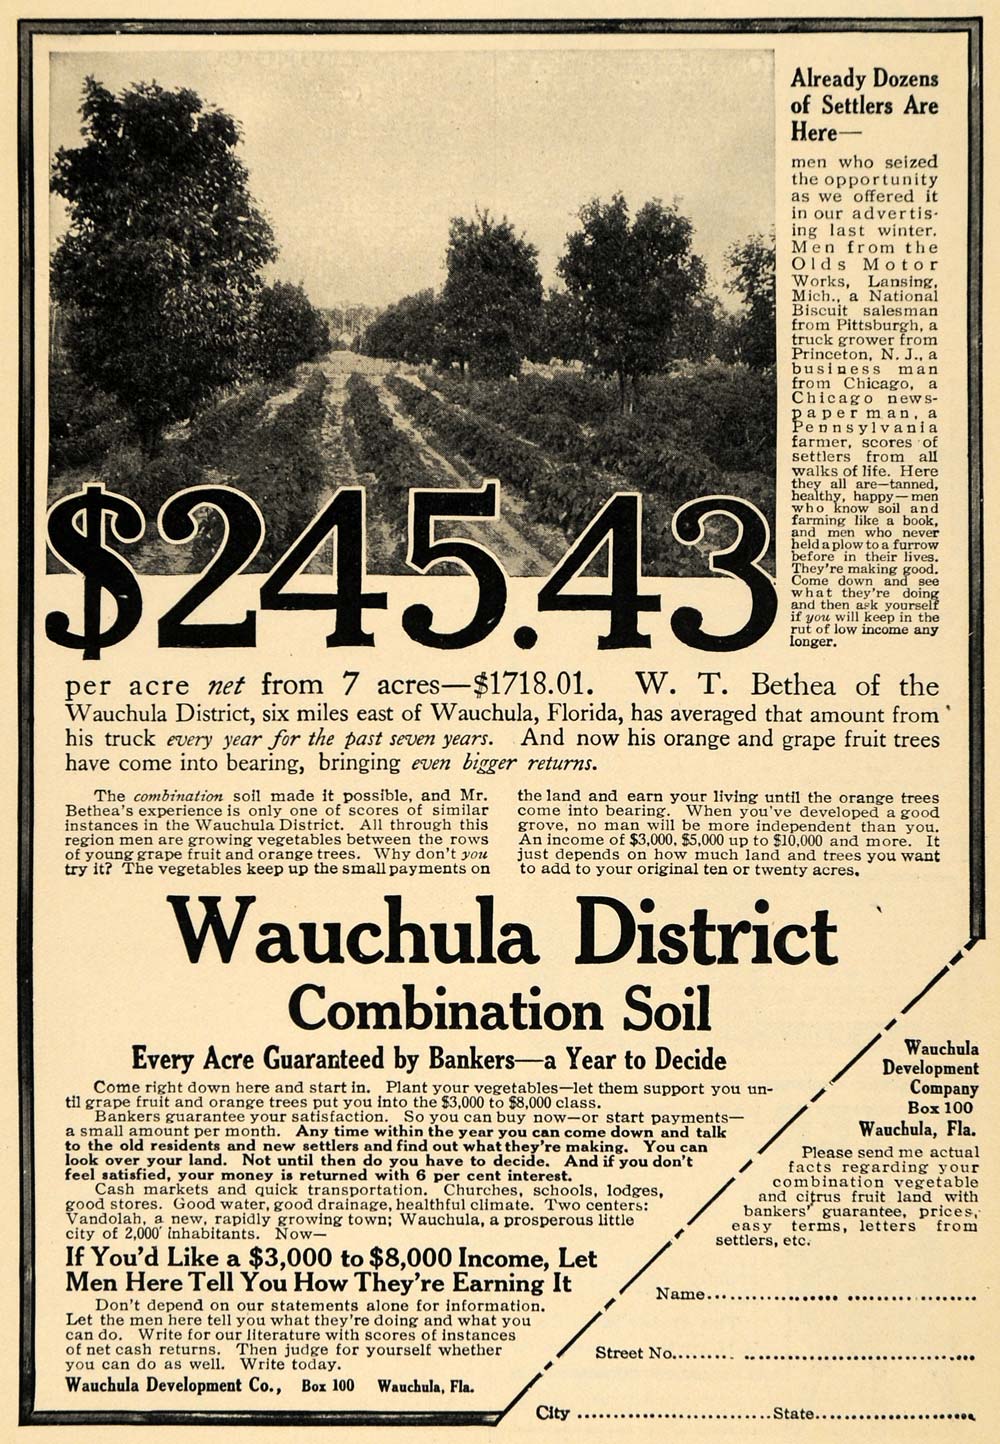 Already Dozens
of Settlers Are
Here—
men who seized
the opportunity
as we offered it
in our advertis-
ing last winter.
Men from the
Olds Motor
Works, Lansing,
Mich., a National
Biscuit salesman
from Pittsburgh, a
truck grower from
Princeton, N. J., a
business man
from Chicago, a
Chicago news-
paper man, a
Pennsylvania
farmer, scores of
settlers from all
walks of life. Here
they all are—tanned,
healthy, happy—men
who know soil and
farming like a book,
and men who never
held a plow to a furrow
before in their lives.
They're making good.
Come down and see
what they're doing
and then ask yourself
if you will keep in the
rut of low income any
longer.
$245.43
per acre net from 7 acres—$1718.01. W. T. Bethea of the
Wauchula District, six miles east of Wauchula, Florida, has averaged that amount from
his truck every year for the past seven years. And now his orange and grape fruit trees
have come into bearing, bringing even bigger returns.
The combination soil made it possible, and Mr.
Bethea's experience is only one of scores of similar
instances in the Wauchula District. All through this
region men are growing vegetables between the rows
of young grape fruit and orange trees. Why don't you
try it? The vegetables keep up the small payments on
the land and earn your living until the orange trees
come into bearing. When you've developed a good
grove, no man will be more independent than you.
An income of $3,000, $5,000 up to $10,000 and more. It
just depends on how much land and trees you want
to add to your original ten or twenty acres.
Wauchula District
Combination Soil
Every Acre Guaranteed by Bankers—a Year to Decide
Come right down here and start in. Plant your vegetables—let them support you un-
til grape fruit and orange trees put you into the $3,000 to $8,000 class.
Bankers guarantee your satisfaction. So you can buy now—or start payments—
a small amount per month. Any time within the year you can come down and talk
to the old residents and new settlers and find out what they're making. You can
look over your land. Not until then do you have to decide. And if you don't
feel satisfied, your money is returned with 6 per cent interest.
Cash markets and quick transportation. Churches, schools, lodges,
good stores. Good water, good drainage, healthful climate. Two centers:
Vandolah, a new, rapidly growing town; Wauchula, a prosperous little
city of 2,000 inhabitants. Now—
If You'd Like a $3,000 to $8,000 Income, Let
Men Here Tell You How They're Earning It
Don't depend on our statements alone for information.
Let the men here tell you what they're doing and what you
can do. Write for our literature with scores of instances
of net cash returns. Then judge for yourself whether
you can do as well. Write today.
Wauchula Development Co., Box 100 Wauchula, Fla.
Wauchula
Development
Company
Box 100
Wauchula, Fla.
Please send me actual
facts regarding your
combination vegetable
and citrus fruit land with
bankers' guarantee, prices,
easy terms, letters from
settlers, etc.
Name....................................
Street No....................................
City ..............................State.........................